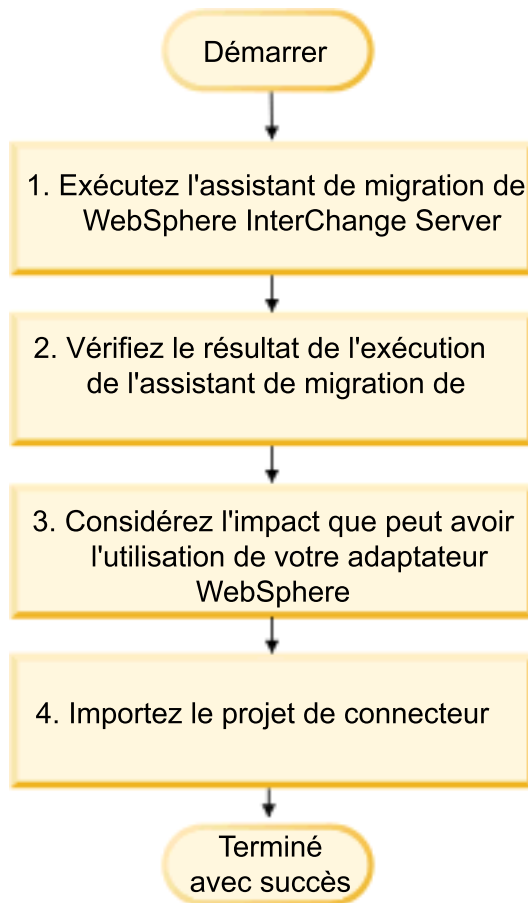 Démarrer
1. Exécutez l'assistant de migration de
WebSphere InterChange Server
2. Vérifiez le résultat de l'exécution
de l'assistant de migration de
3. Considérez l'impact que peut avoir
l'utilisation de votre adaptateur
WebSphere
4. Importez le projet de connecteur
Terminé
avec succès